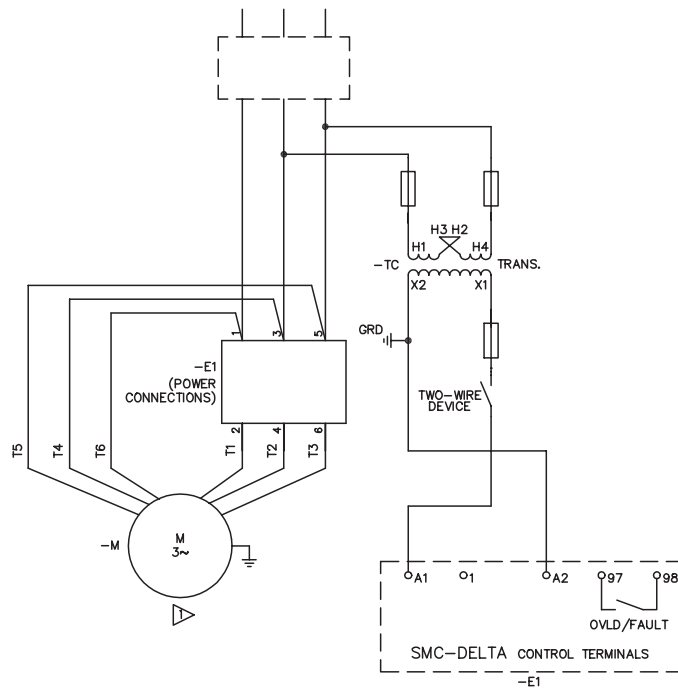 H3 H2
H1
H4
-TC
TRANS.
X2
X1
1
3
5
GRD
-E1
(POWER
CONNECTIONS)
TWO-WIRE
DEVICE
2
4
6
T5
T4
T6
T1
T2
T3
M
3~
-M
1
A1
1
A2
97
98
OVLD/FAULT
SMC-DELTA CONTROL TERMINALS
-E1